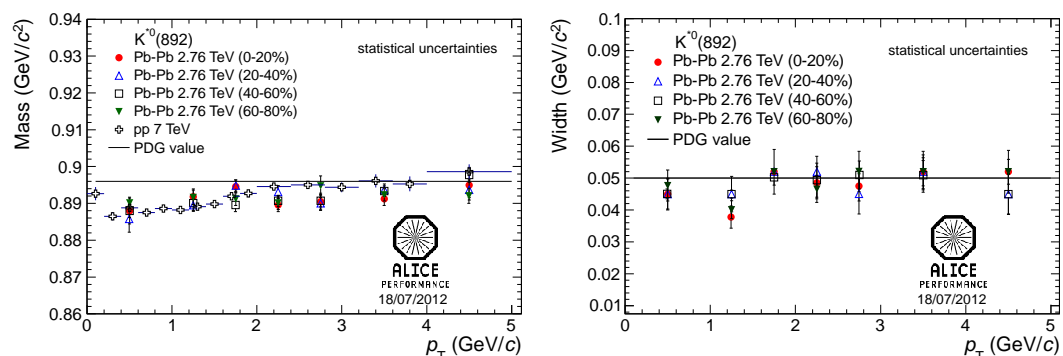 Mass (GeV/c²)
0.94
0.93
0.92
0.91
0.9
0.89
0.88
0.87
0.86
K*⁰(892)
statistical uncertainties
Pb-Pb 2.76 TeV (0-20%)
Pb-Pb 2.76 TeV (20-40%)
Pb-Pb 2.76 TeV (40-60%)
Pb-Pb 2.76 TeV (60-80%)
pp 7 TeV
PDG value
ALICE
PERFORMANCE
18/07/2012
0 1 2 3 4 5
p_T (GeV/c)
Width (GeV/c²)
0.1
0.09
0.08
0.07
0.06
0.05
0.04
0.03
0.02
0.01
K*⁰(892)
statistical uncertainties
Pb-Pb 2.76 TeV (0-20%)
Pb-Pb 2.76 TeV (20-40%)
Pb-Pb 2.76 TeV (40-60%)
Pb-Pb 2.76 TeV (60-80%)
PDG value
ALICE
PERFORMANCE
18/07/2012
0 1 2 3 4 5
p_T (GeV/c)